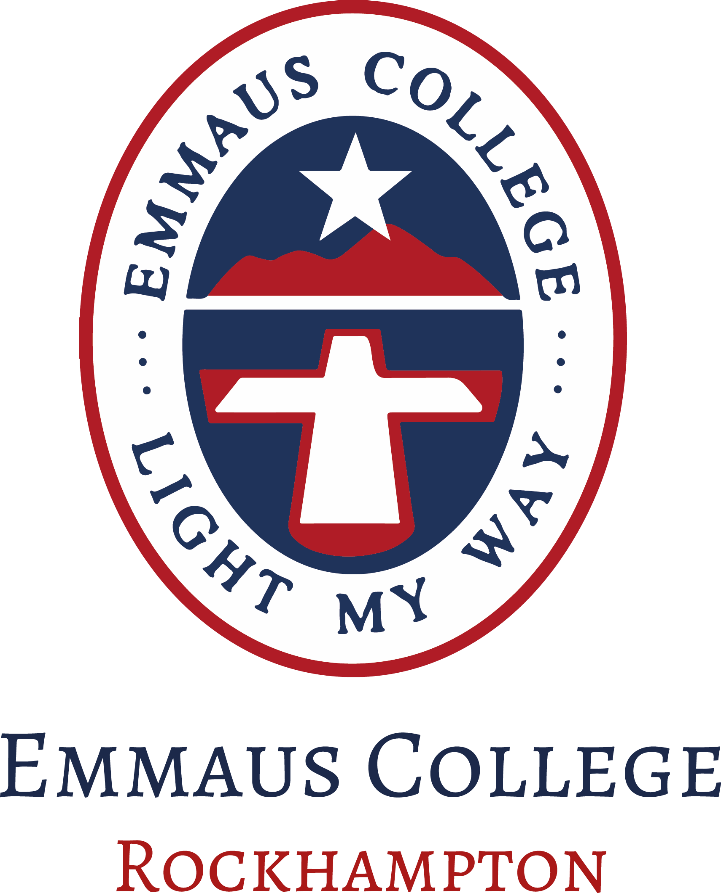 EMMAUS COLLEGE
... LIGHT MY WAY ...
EMMAUS COLLEGE
ROCKHAMPTON